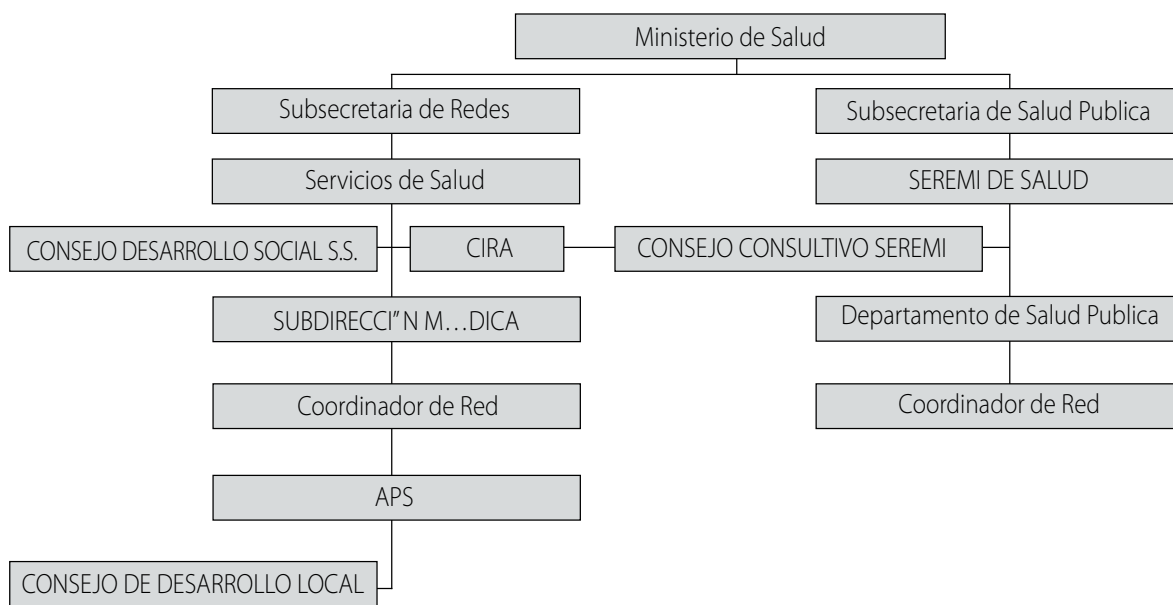 Ministerio de Salud
Subsecretaria de Redes
Subsecretaria de Salud Publica
Servicios de Salud
SEREMI DE SALUD
CONSEJO DESARROLLO SOCIAL S.S.
CIRA
CONSEJO CONSULTIVO SEREMI
SUBDIRECCI"N M…DICA
Departamento de Salud Publica
Coordinador de Red
Coordinador de Red
APS
CONSEJO DE DESARROLLO LOCAL